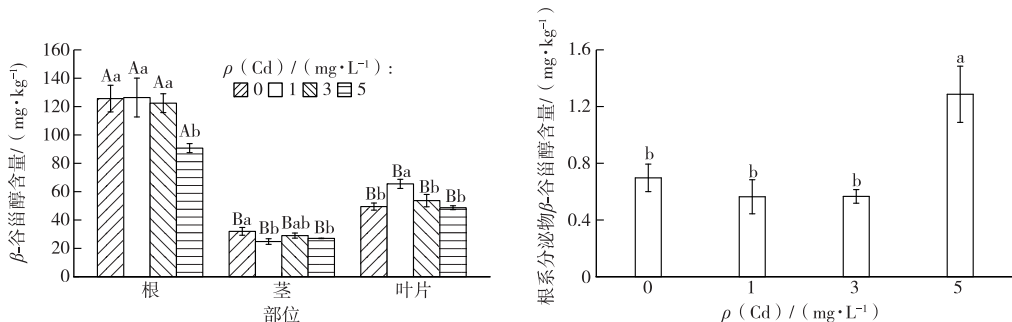 β-谷甾醇含量/(mg·kg⁻¹)
160
140
120
100
80
60
40
20
0
ρ(Cd)/(mg·L⁻¹):
0 1 3 5
Aa Aa Aa Ab
Ba Bb Bab Bb
Bb Ba Bb Bb
根 茎 叶片
部位
根系分泌物β-谷甾醇含量/(mg·kg⁻¹)
1.6
1.2
0.8
0.4
0
b b b a
0 1 3 5
ρ(Cd)/(mg·L⁻¹)